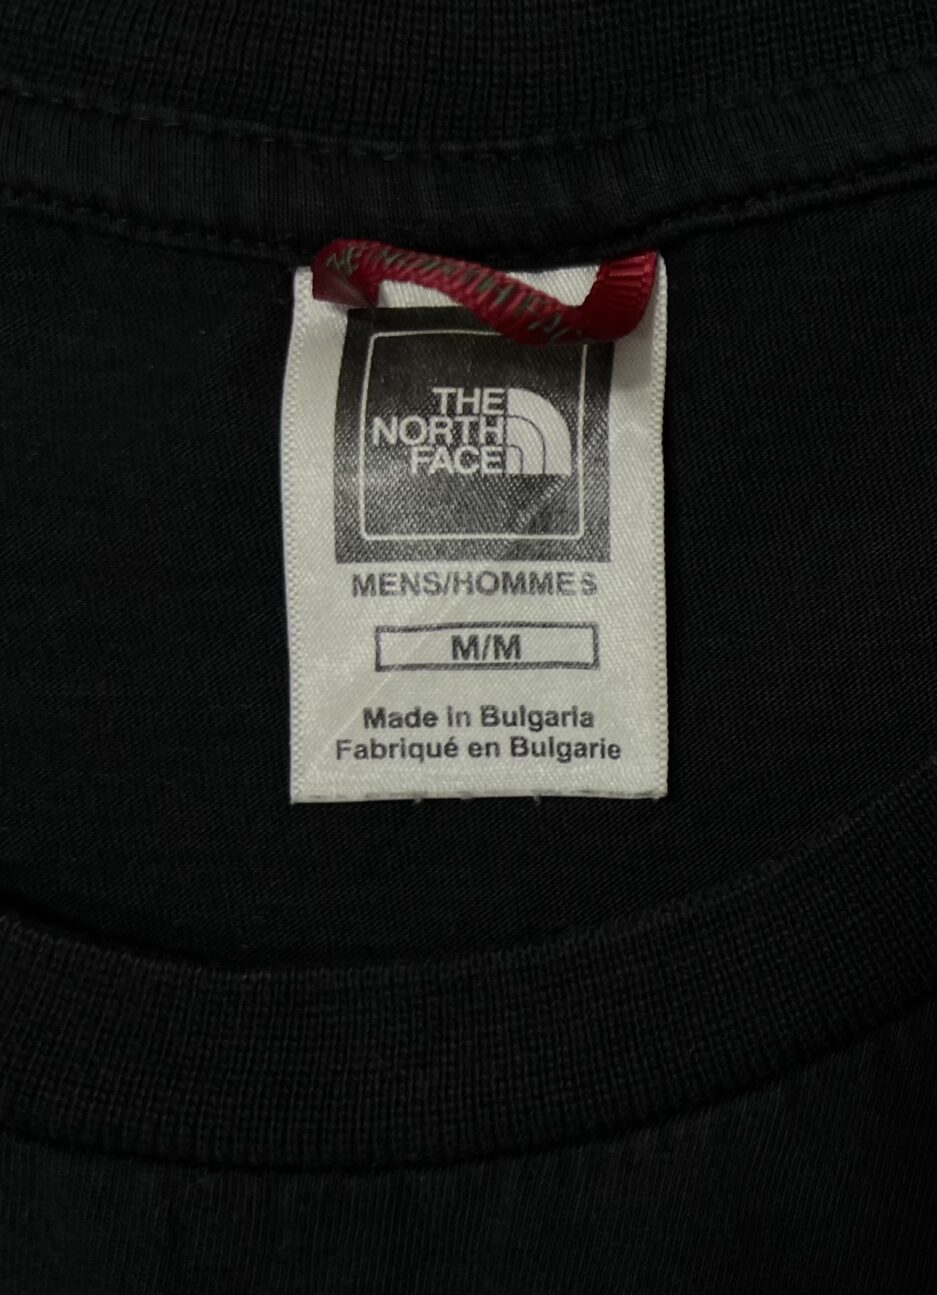 THE
NORTH
FACE
MENS/HOMMES
M/M
Made in Bulgaria
Fabriqué en Bulgarie